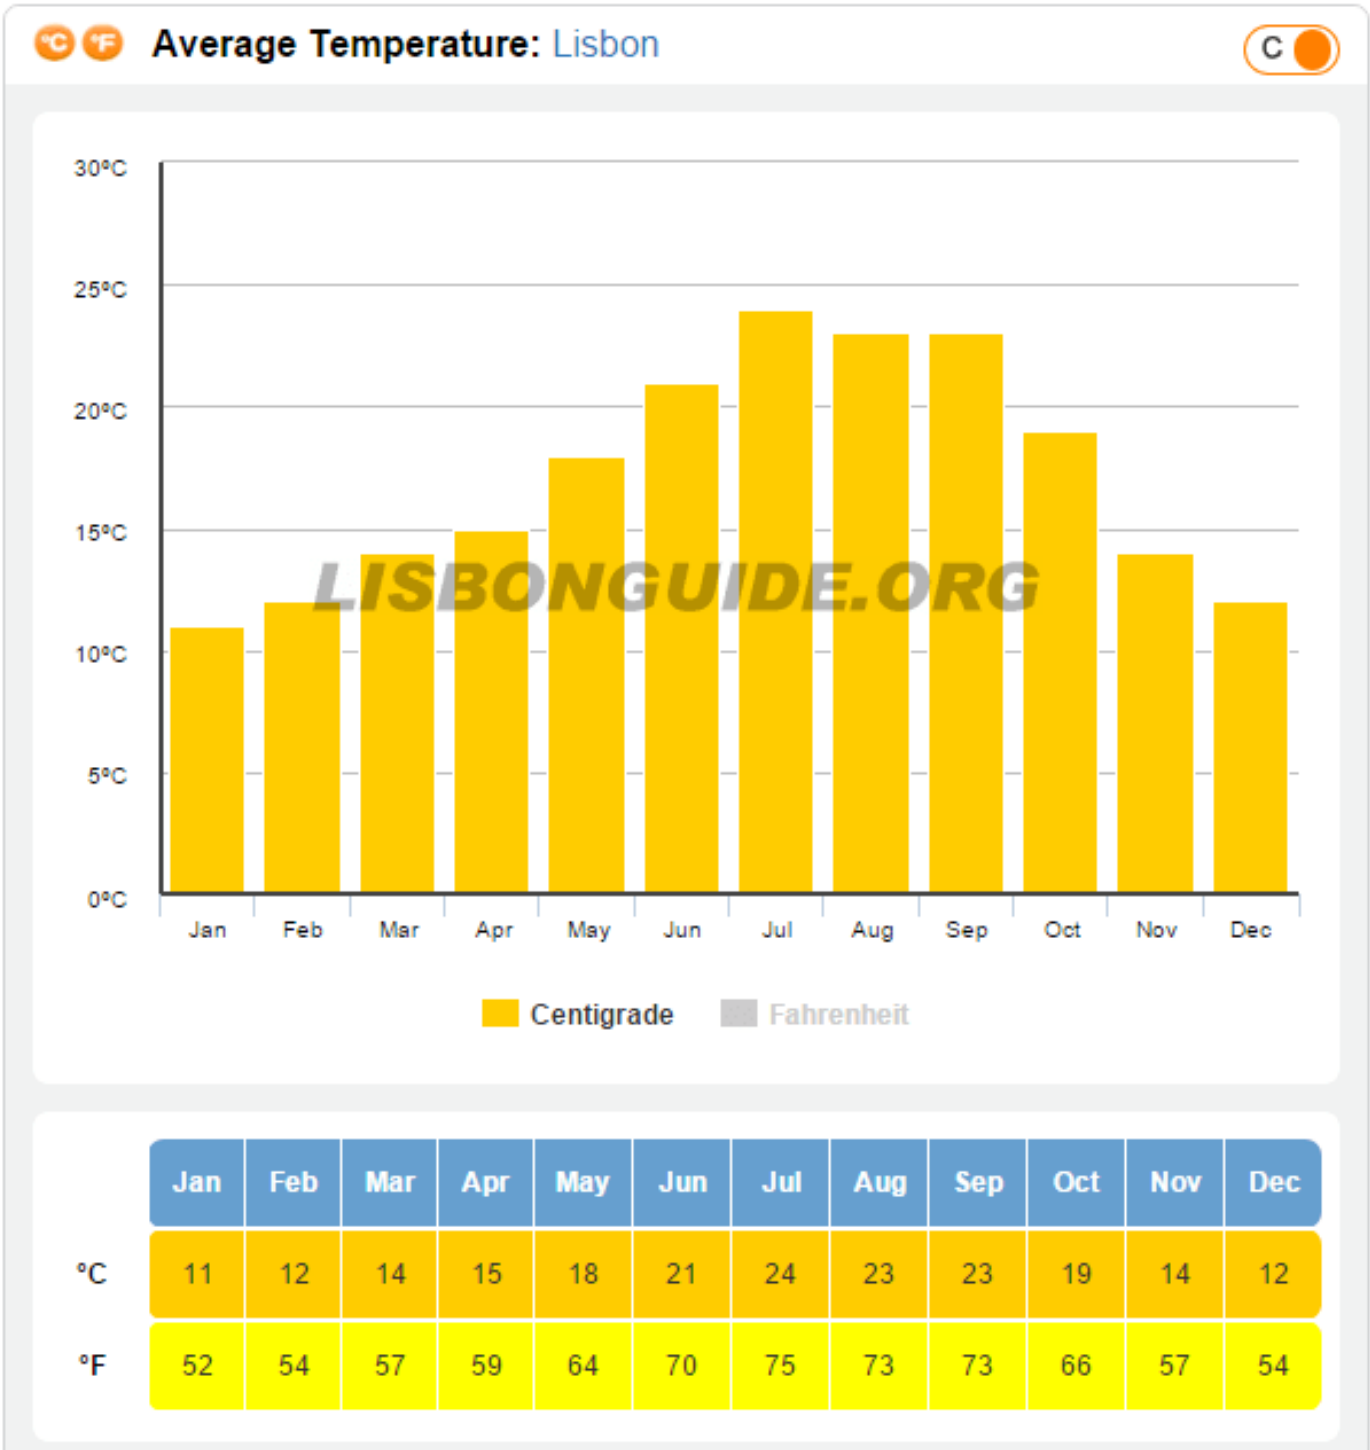 °C °F Average Temperature: Lisbon C
30°C
25°C
20°C
15°C
LISBONGUIDE.ORG
10°C
5°C
0°C
Jan Feb Mar Apr May Jun Jul Aug Sep Oct Nov Dec
Centigrade Fahrenheit
Jan Feb Mar Apr May Jun Jul Aug Sep Oct Nov Dec
°C 11 12 14 15 18 21 24 23 23 19 14 12
°F 52 54 57 59 64 70 75 73 73 66 57 54